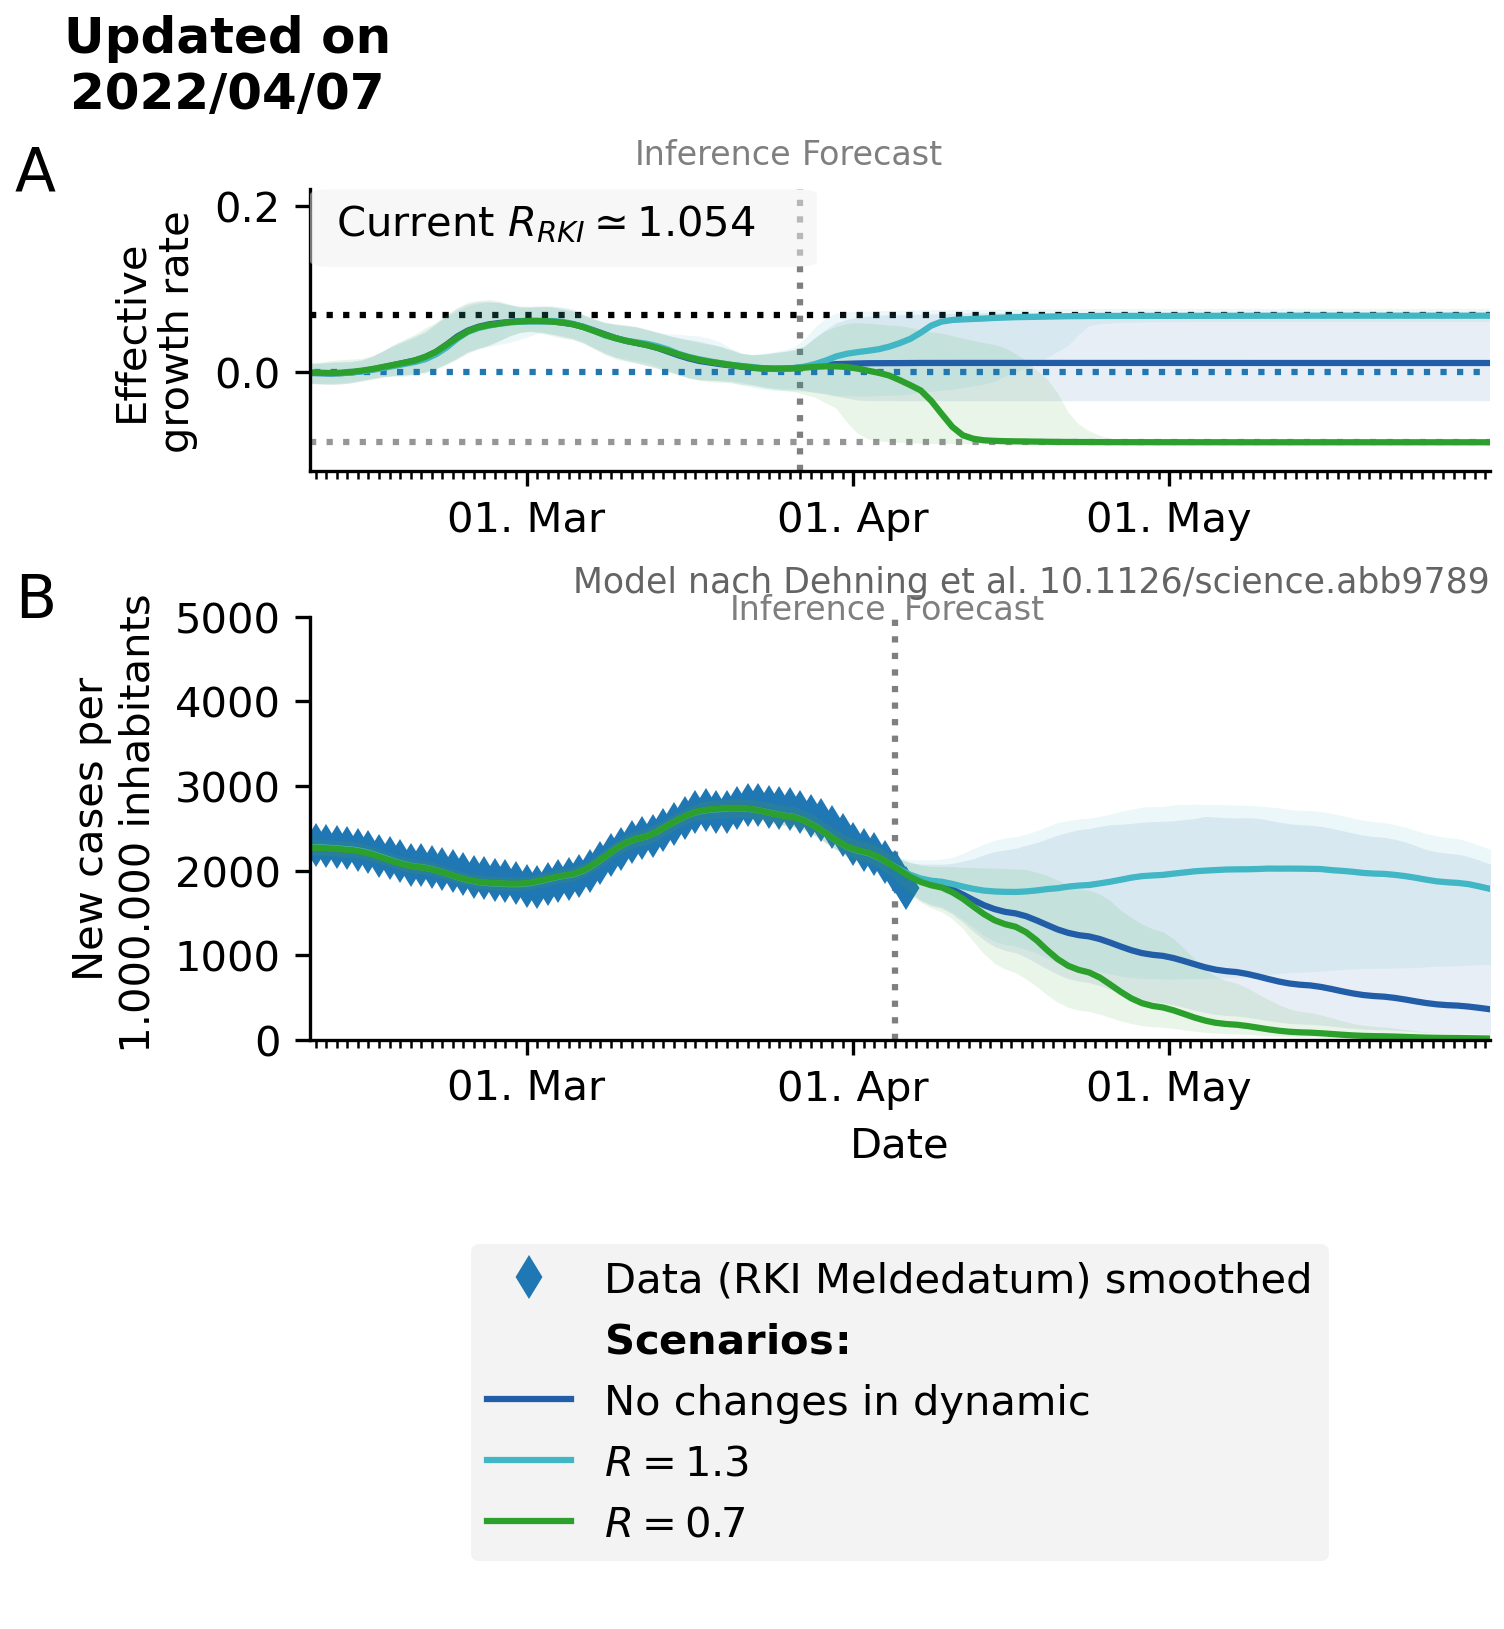 Updated on
2022/04/07
A
Inference Forecast
Effective
growth rate
0.2
0.0
Current R_RKI ≃ 1.054
01. Mar 01. Apr 01. May
B
Model nach Dehning et al. 10.1126/science.abb9789
Inference Forecast
New cases per
1.000.000 inhabitants
5000
4000
3000
2000
1000
0
01. Mar 01. Apr 01. May
Date
Data (RKI Meldedatum) smoothed
Scenarios:
No changes in dynamic
R = 1.3
R = 0.7